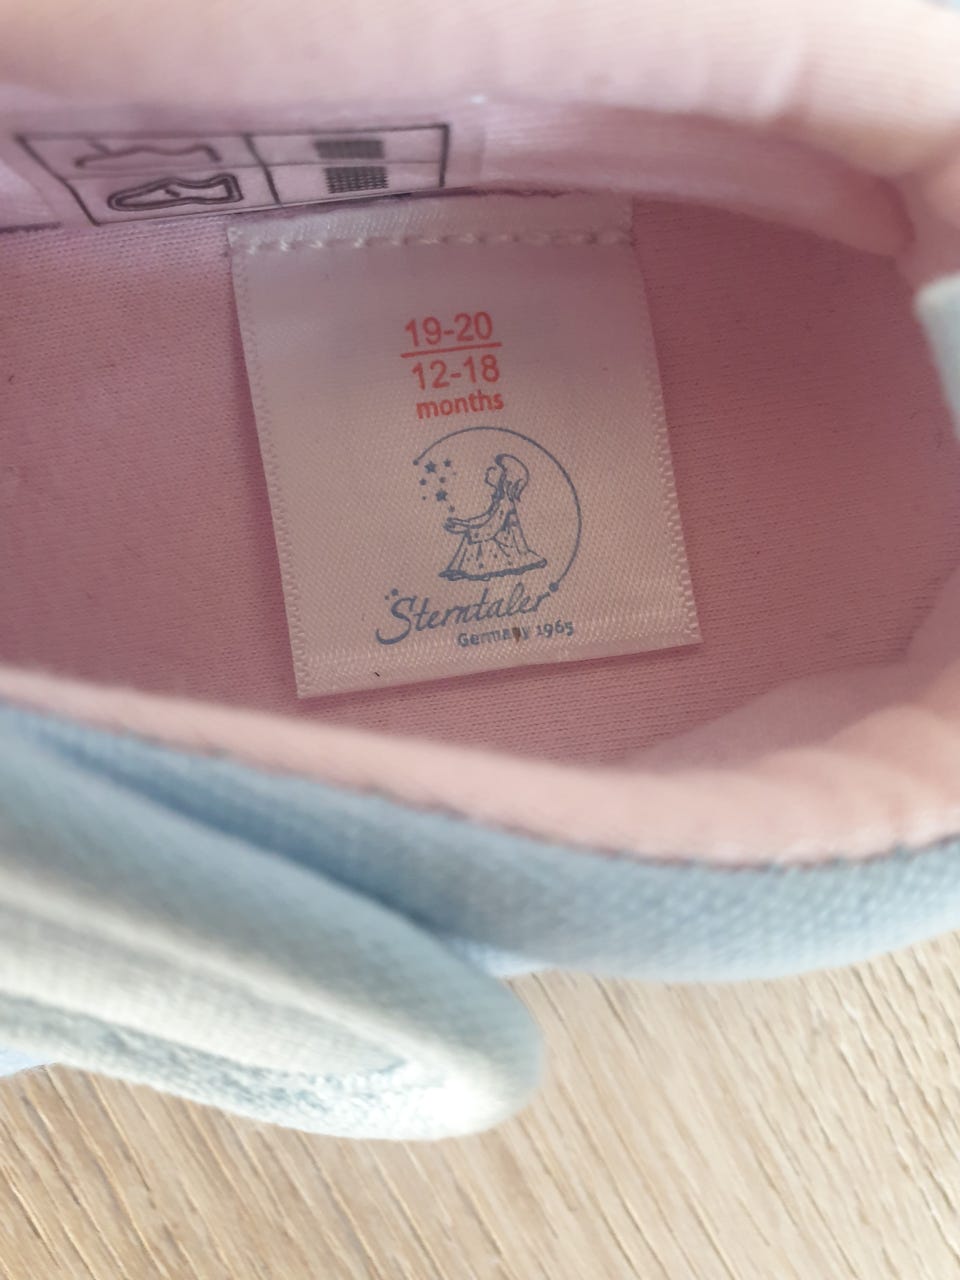 19-20
12-18
months
Sterntaler
Germany 1965